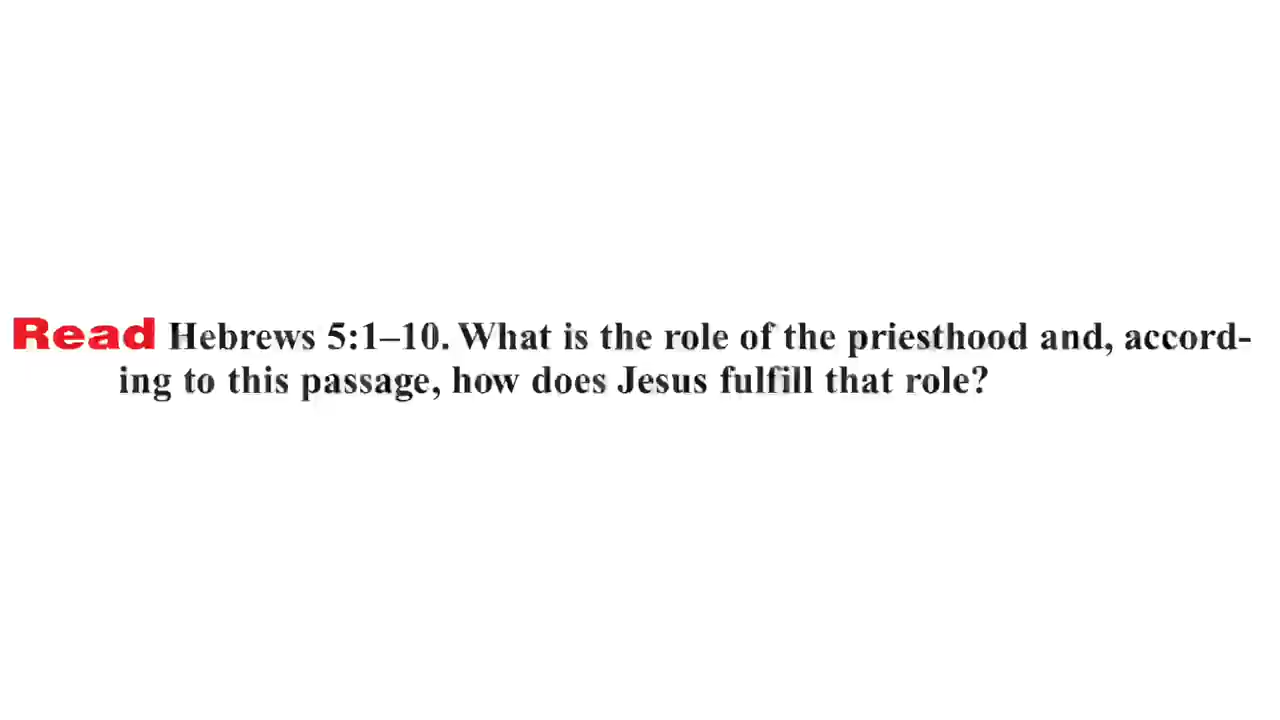 Read Hebrews 5:1–10. What is the role of the priesthood and, accord-
ing to this passage, how does Jesus fulfill that role?